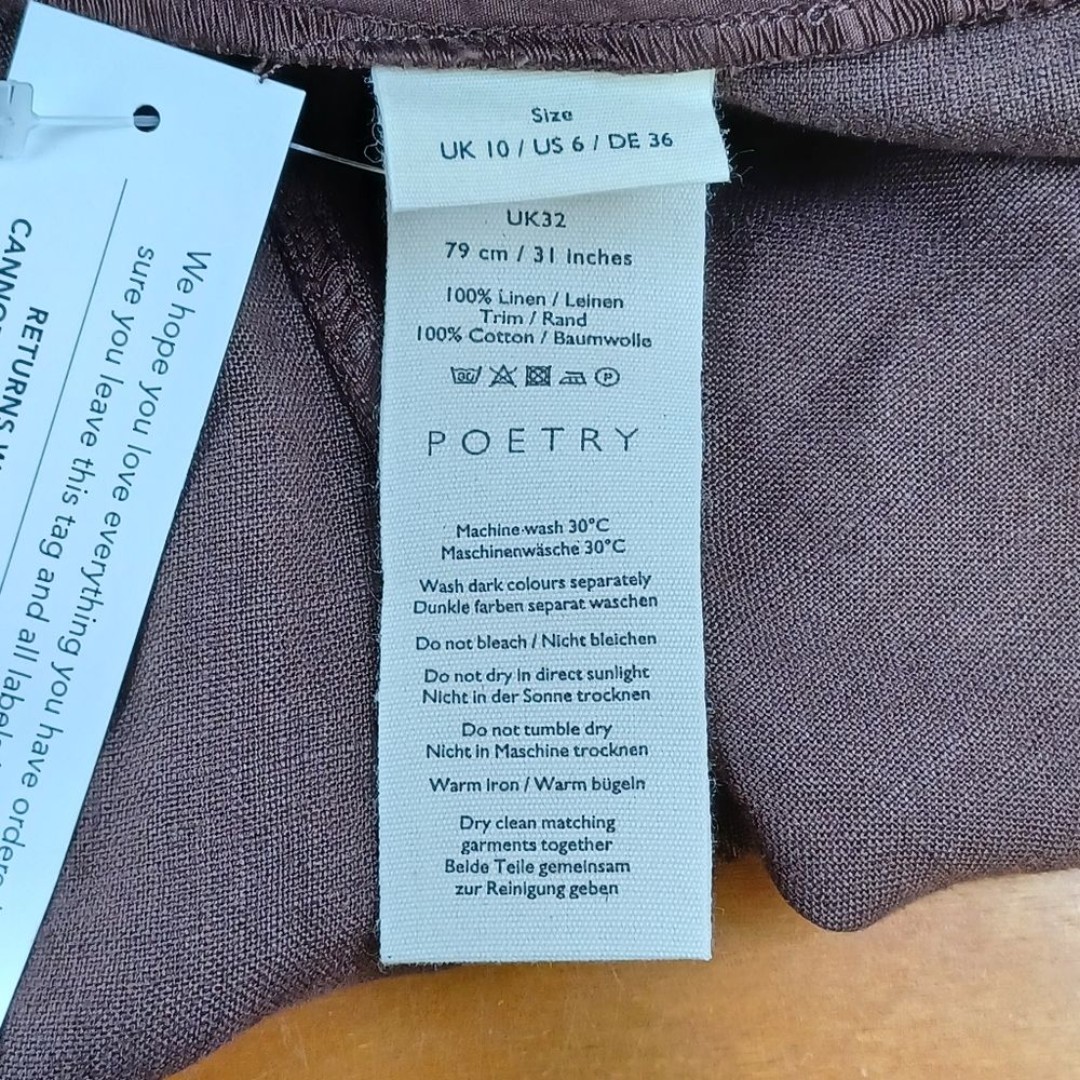 Size
UK 10 / US 6 / DE 36
UK32
79 cm / 31 inches
100% Linen / Leinen
Trim / Rand
100% Cotton / Baumwolle
30
P
POETRY
Machine wash 30°C
Maschinenwäsche 30°C
Wash dark colours separately
Dunkle farben separat waschen
Do not bleach / Nicht bleichen
Do not dry in direct sunlight
Nicht in der Sonne trocknen
Do not tumble dry
Nicht in Maschine trocknen
Warm iron / Warm bügeln
Dry clean matching
garments together
Beide Teile gemeinsam
zur Reinigung geben
We hope you love everything you have
sure you leave this tag and all
RETURNS